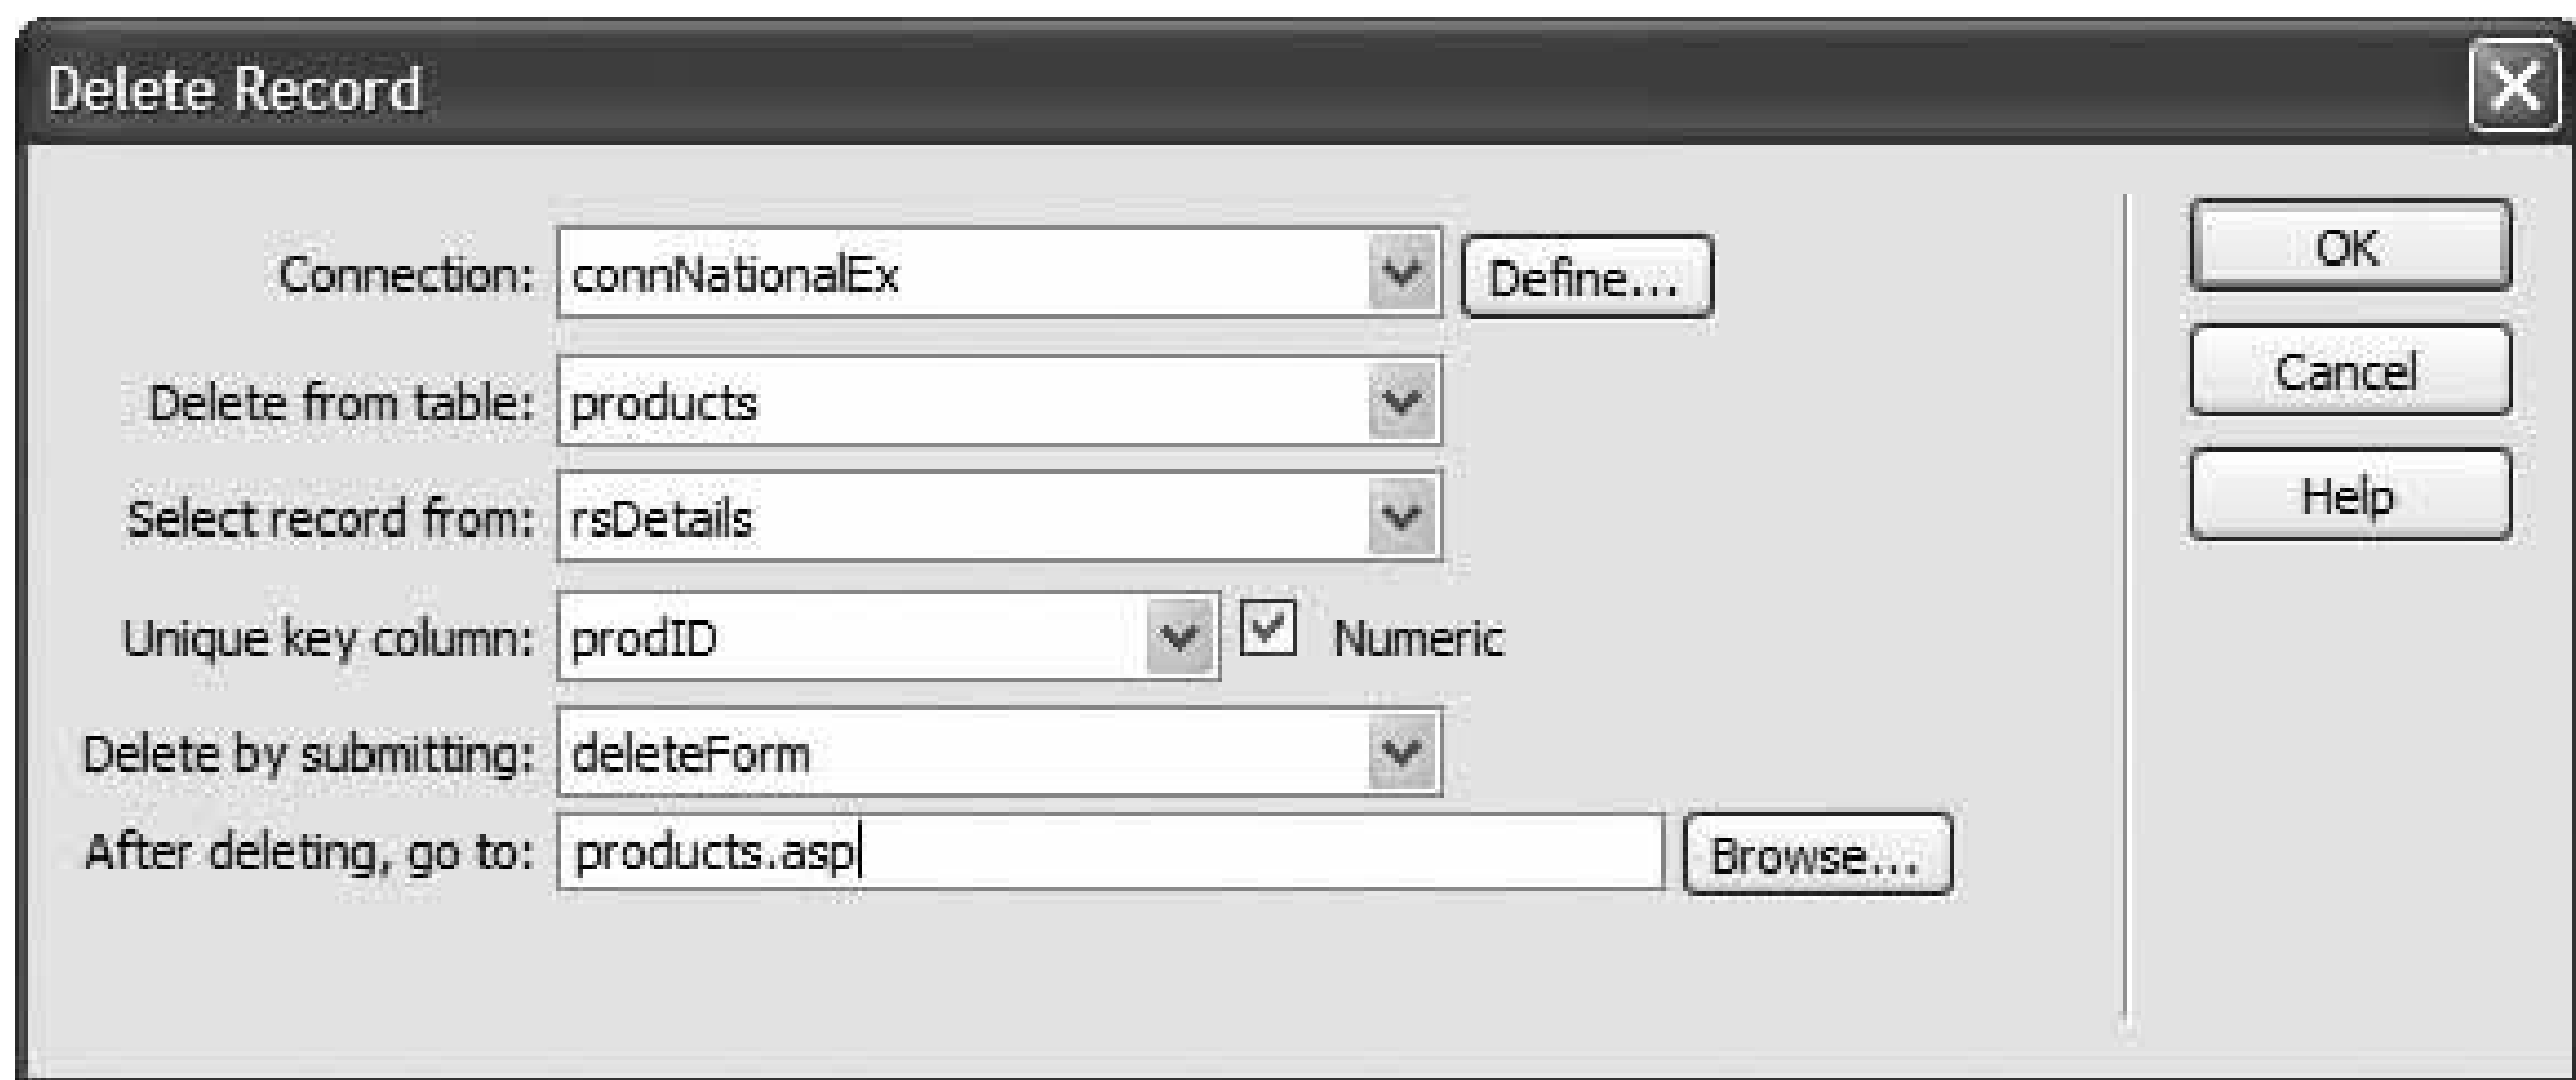 Delete Record
Connection: connNationalEx Define... OK
Delete from table: products Cancel
Select record from: rsDetails Help
Unique key column: prodID Numeric
Delete by submitting: deleteForm
After deleting, go to: products.asp Browse...